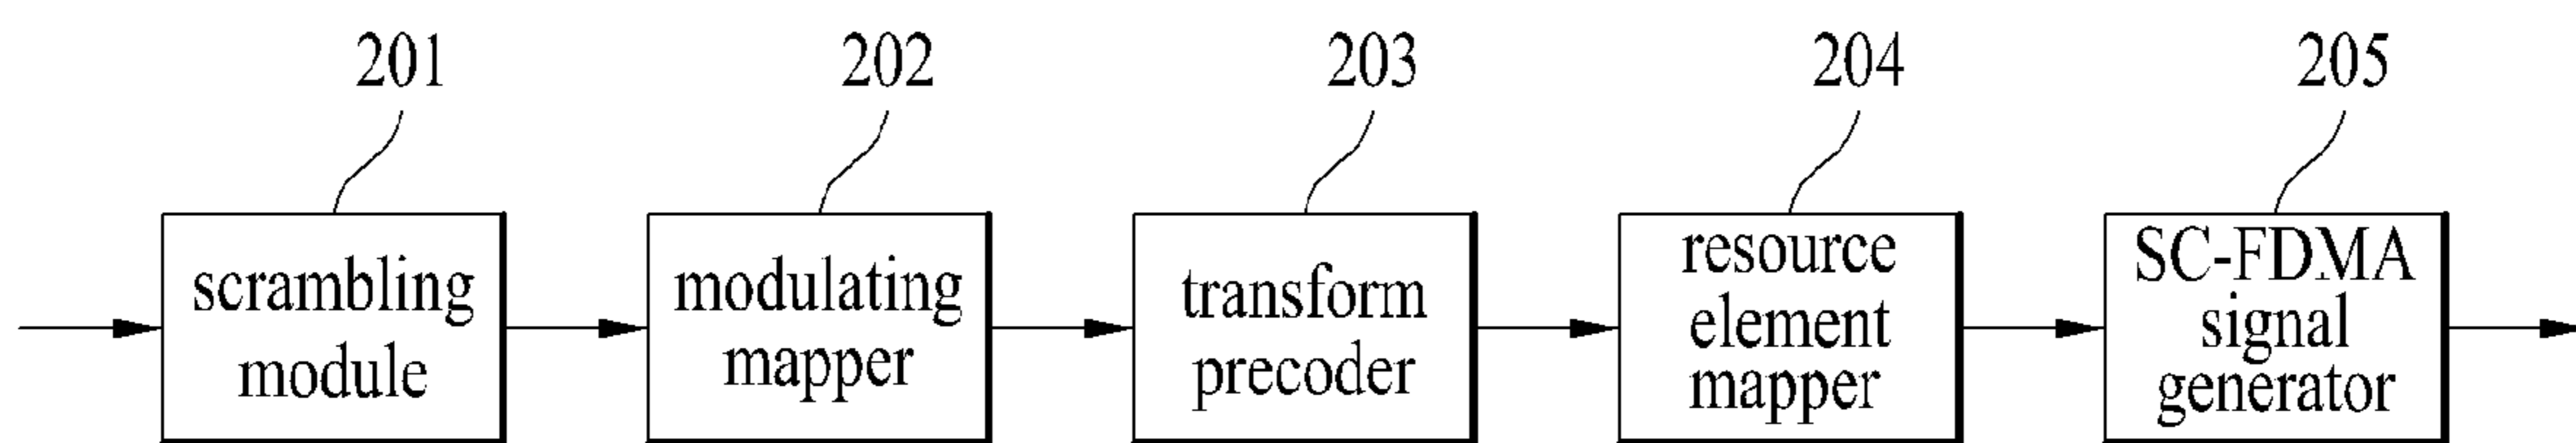 201
202
203
204
205
scrambling
module
modulating
mapper
transform
precoder
resource
element
mapper
SC-FDMA
signal
generator